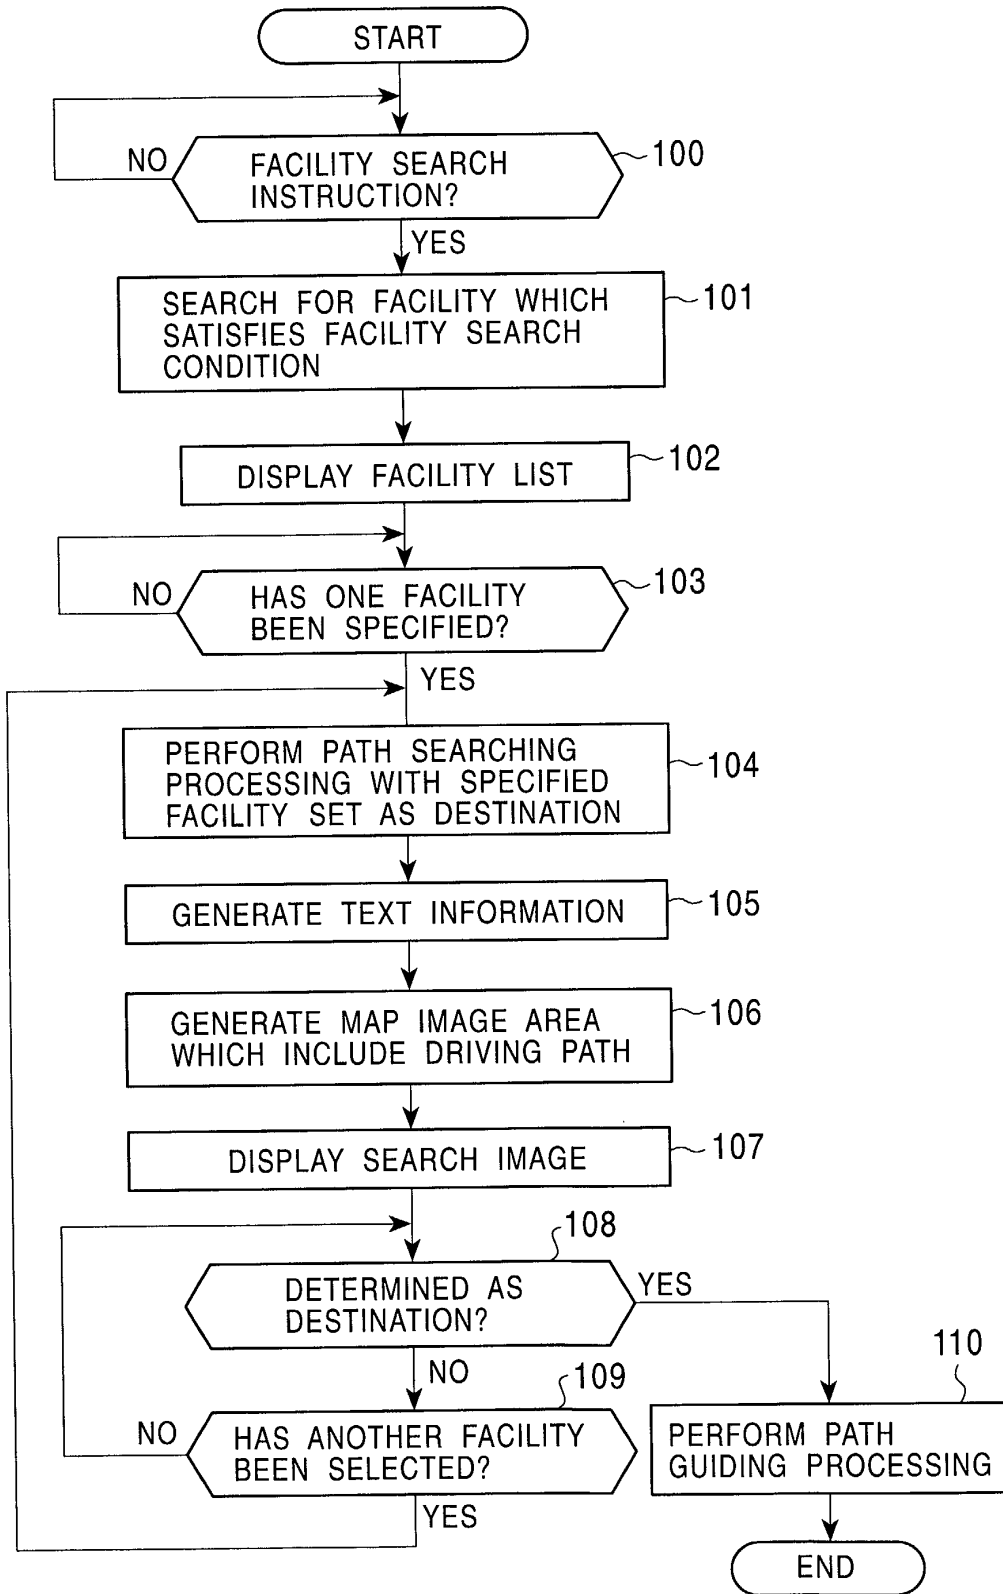 START
NO
FACILITY SEARCH
INSTRUCTION?
100
YES
SEARCH FOR FACILITY WHICH
SATISFIES FACILITY SEARCH
CONDITION
101
DISPLAY FACILITY LIST
102
NO
HAS ONE FACILITY
BEEN SPECIFIED?
103
YES
PERFORM PATH SEARCHING
PROCESSING WITH SPECIFIED
FACILITY SET AS DESTINATION
104
GENERATE TEXT INFORMATION
105
GENERATE MAP IMAGE AREA
WHICH INCLUDE DRIVING PATH
106
DISPLAY SEARCH IMAGE
107
108
DETERMINED AS
DESTINATION?
YES
NO
109
110
NO
HAS ANOTHER FACILITY
BEEN SELECTED?
YES
PERFORM PATH
GUIDING PROCESSING
END